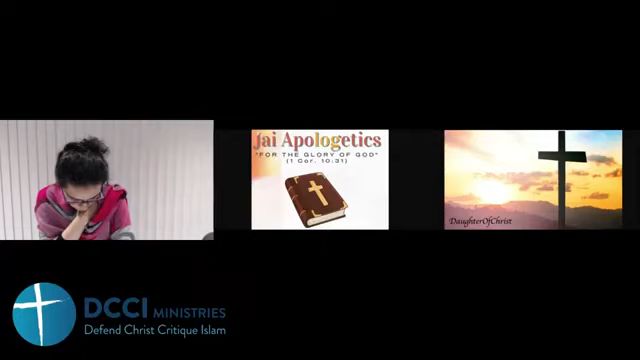 Jai Apologetics
"FOR THE GLORY OF GOD"
(1 Cor. 10:31)
DaughterOfChrist
DCCI MINISTRIES
Defend Christ Critique Islam